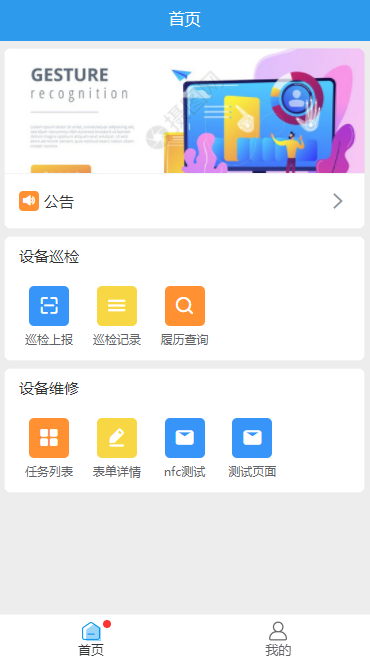 首页
GESTURE
recognition
公告
设备巡检
巡检上报
巡检记录
履历查询
设备维修
任务列表
表单详情
nfc测试
测试页面
首页
我的